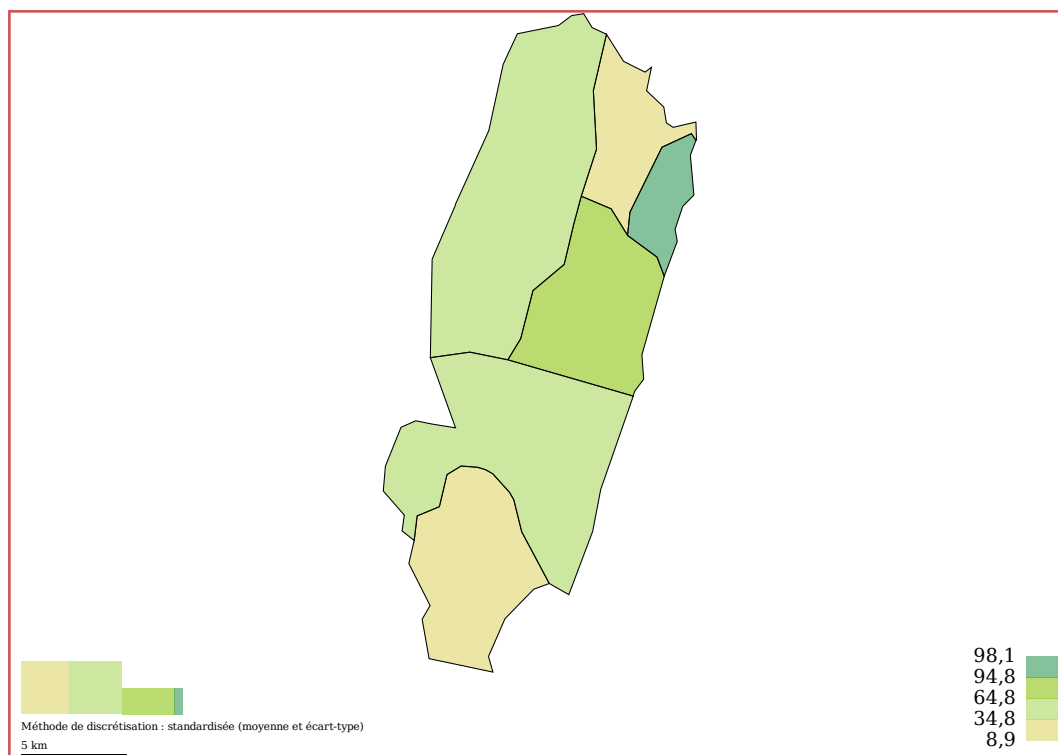 98,1
94,8
64,8
34,8
8,9
Méthode de discrétisation : standardisée (moyenne et écart-type)
5 km